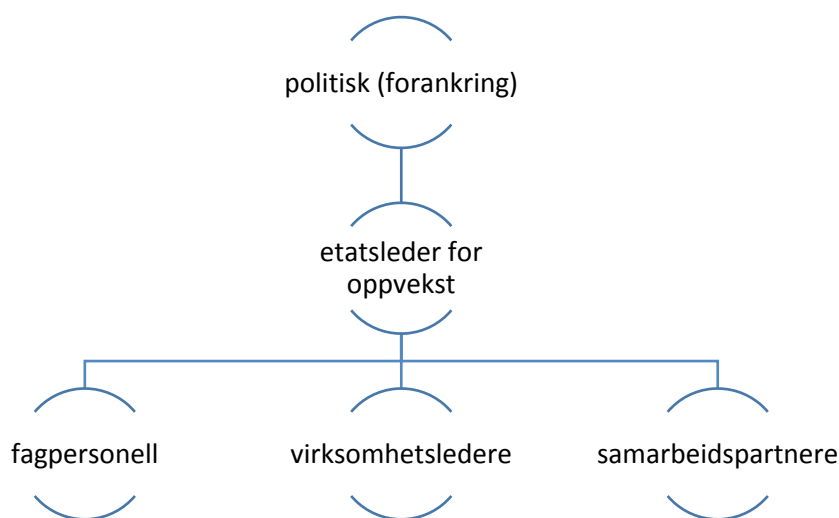 politisk (forankring)
etatsleder for
oppvekst
fagpersonell
virksomhetsledere
samarbeidspartnere